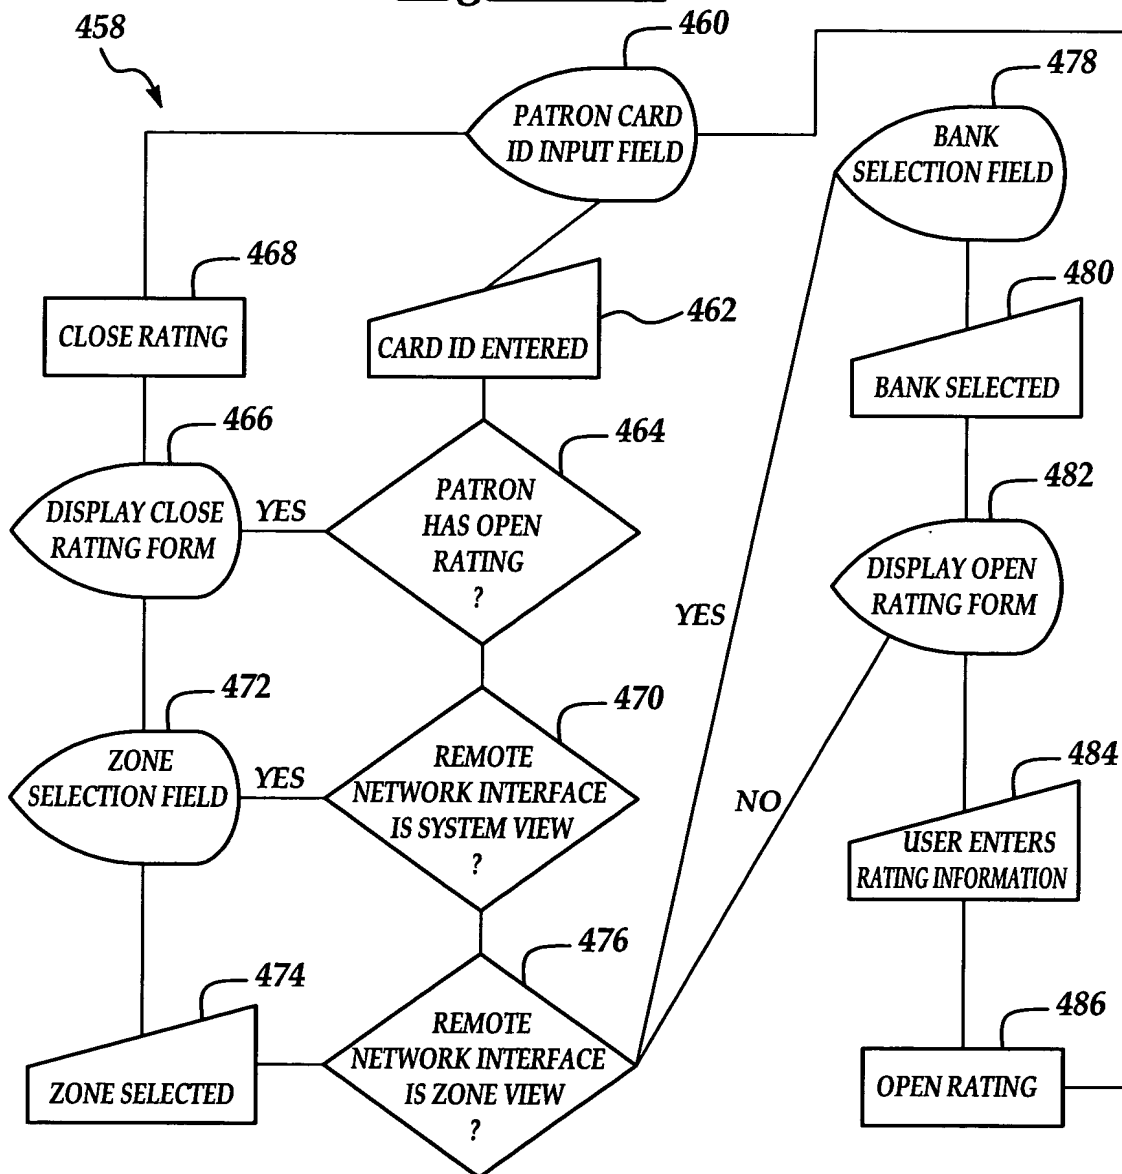 458
460
PATRON CARD
ID INPUT FIELD
478
BANK
SELECTION FIELD
468
CLOSE RATING
462
CARD ID ENTERED
480
BANK SELECTED
466
DISPLAY CLOSE
RATING FORM
YES
464
PATRON
HAS OPEN
RATING
?
482
DISPLAY OPEN
RATING FORM
YES
472
ZONE
SELECTION FIELD
YES
470
REMOTE
NETWORK INTERFACE
IS SYSTEM VIEW
?
NO
484
USER ENTERS
RATING INFORMATION
474
ZONE SELECTED
476
REMOTE
NETWORK INTERFACE
IS ZONE VIEW
?
486
OPEN RATING